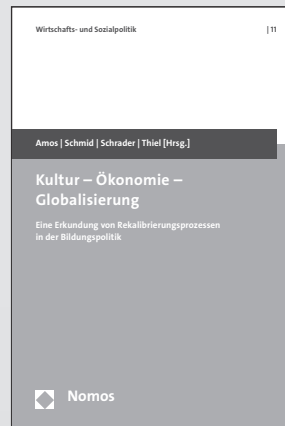 Wirtschafts- und Sozialpolitik | 11
Amos | Schmid | Schrader | Thiel [Hrsg.]
Kultur – Ökonomie –
Globalisierung
Eine Erkundung von Rekalibrierungsprozessen
in der Bildungspolitik
Nomos